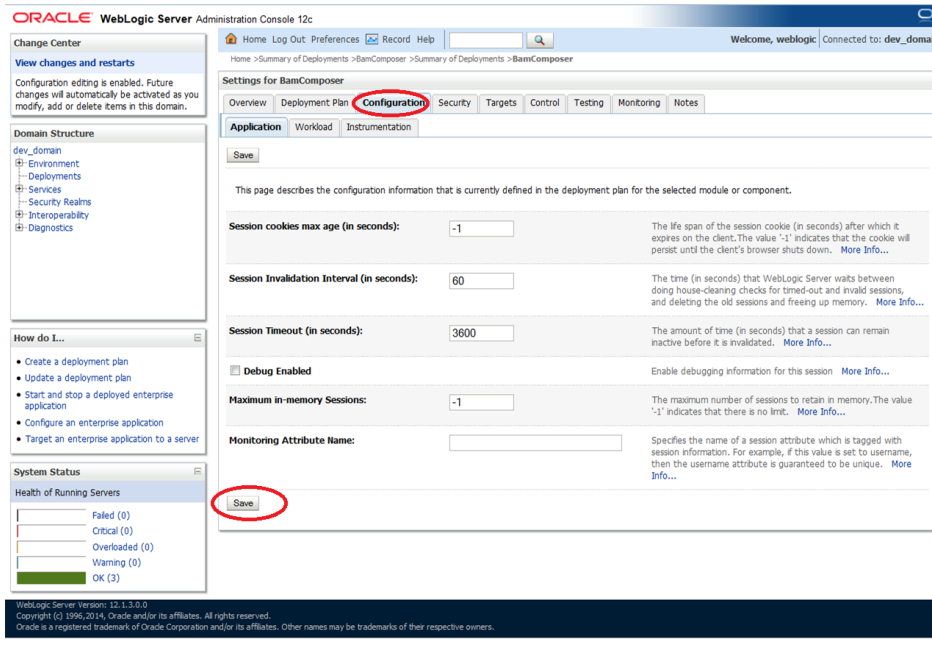 ORACLE WebLogic Server Administration Console 12c
Change Center
View changes and restarts
Configuration editing is enabled. Future
changes will automatically be activated as you
modify, add or delete items in this domain.
Domain Structure
dev_domain
Environment
Deployments
Services
Security Realms
Interoperability
Diagnostics
How do I...
Create a deployment plan
Update a deployment plan
Start and stop a deployed enterprise
application
Configure an enterprise application
Target an enterprise application to a server
System Status
Health of Running Servers
Failed (0)
Critical (0)
Overloaded (0)
Warning (0)
OK (3)
Home Log Out Preferences Record Help
Welcome, weblogic Connected to: dev_domai
Home >Summary of Deployments >BamComposer >Summary of Deployments >BamComposer
Settings for BamComposer
Overview Deployment Plan Configuration Security Targets Control Testing Monitoring Notes
Application Workload Instrumentation
Save
This page describes the configuration information that is currently defined in the deployment plan for the selected module or component.
Session cookies max age (in seconds):
-1
The life span of the session cookie (in seconds) after which it
expires on the client.The value '-1' indicates that the cookie will
persist until the client's browser shuts down. More Info...
Session Invalidation Interval (in seconds):
60
The time (in seconds) that WebLogic Server waits between
doing house-cleaning checks for timed-out and invalid sessions,
and deleting the old sessions and freeing up memory. More Info...
Session Timeout (in seconds):
3600
The amount of time (in seconds) that a session can remain
inactive before it is invalidated. More Info...
Debug Enabled
Enable debugging information for this session More Info...
Maximum in-memory Sessions:
-1
The maximum number of sessions to retain in memory.The value
'-1' indicates that there is no limit. More Info...
Monitoring Attribute Name:
Specifies the name of a session attribute which is tagged with
session information. For example, if this value is set to username,
then the username attribute is guaranteed to be unique. More
Info...
Save
WebLogic Server Version: 12.1.3.0.0
Copyright (c) 1996,2014, Oracle and/or its affiliates. All rights reserved.
Oracle is a registered trademark of Oracle Corporation and/or its affiliates. Other names may be trademarks of their respective owners.